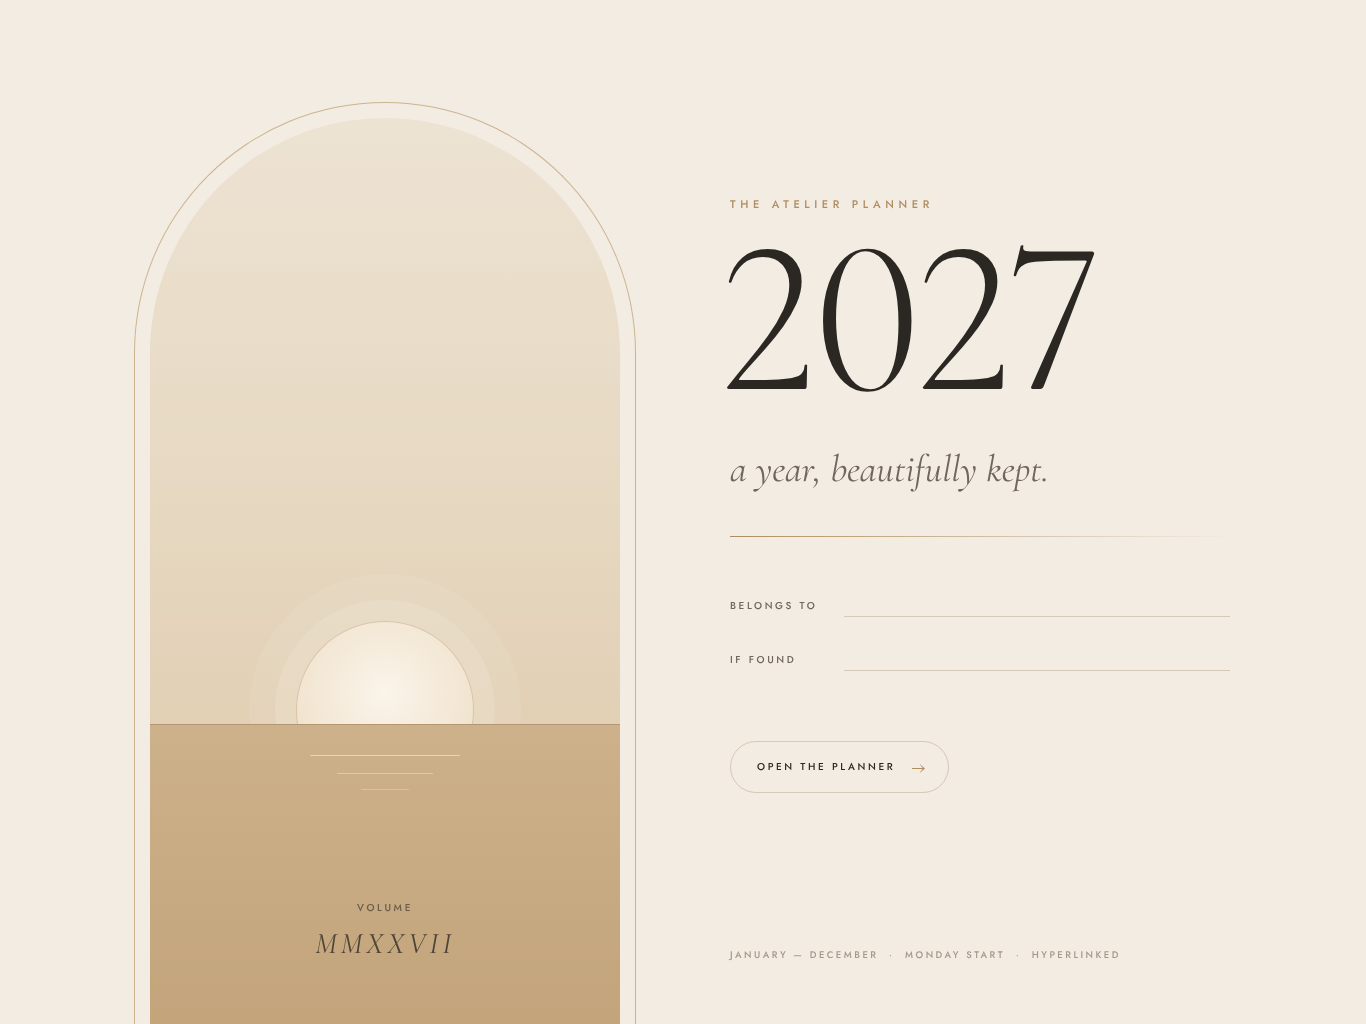 THE ATELIER PLANNER
2027
a year, beautifully kept.
BELONGS TO
IF FOUND
OPEN THE PLANNER →
VOLUME
MMXXVII
JANUARY — DECEMBER · MONDAY START · HYPERLINKED